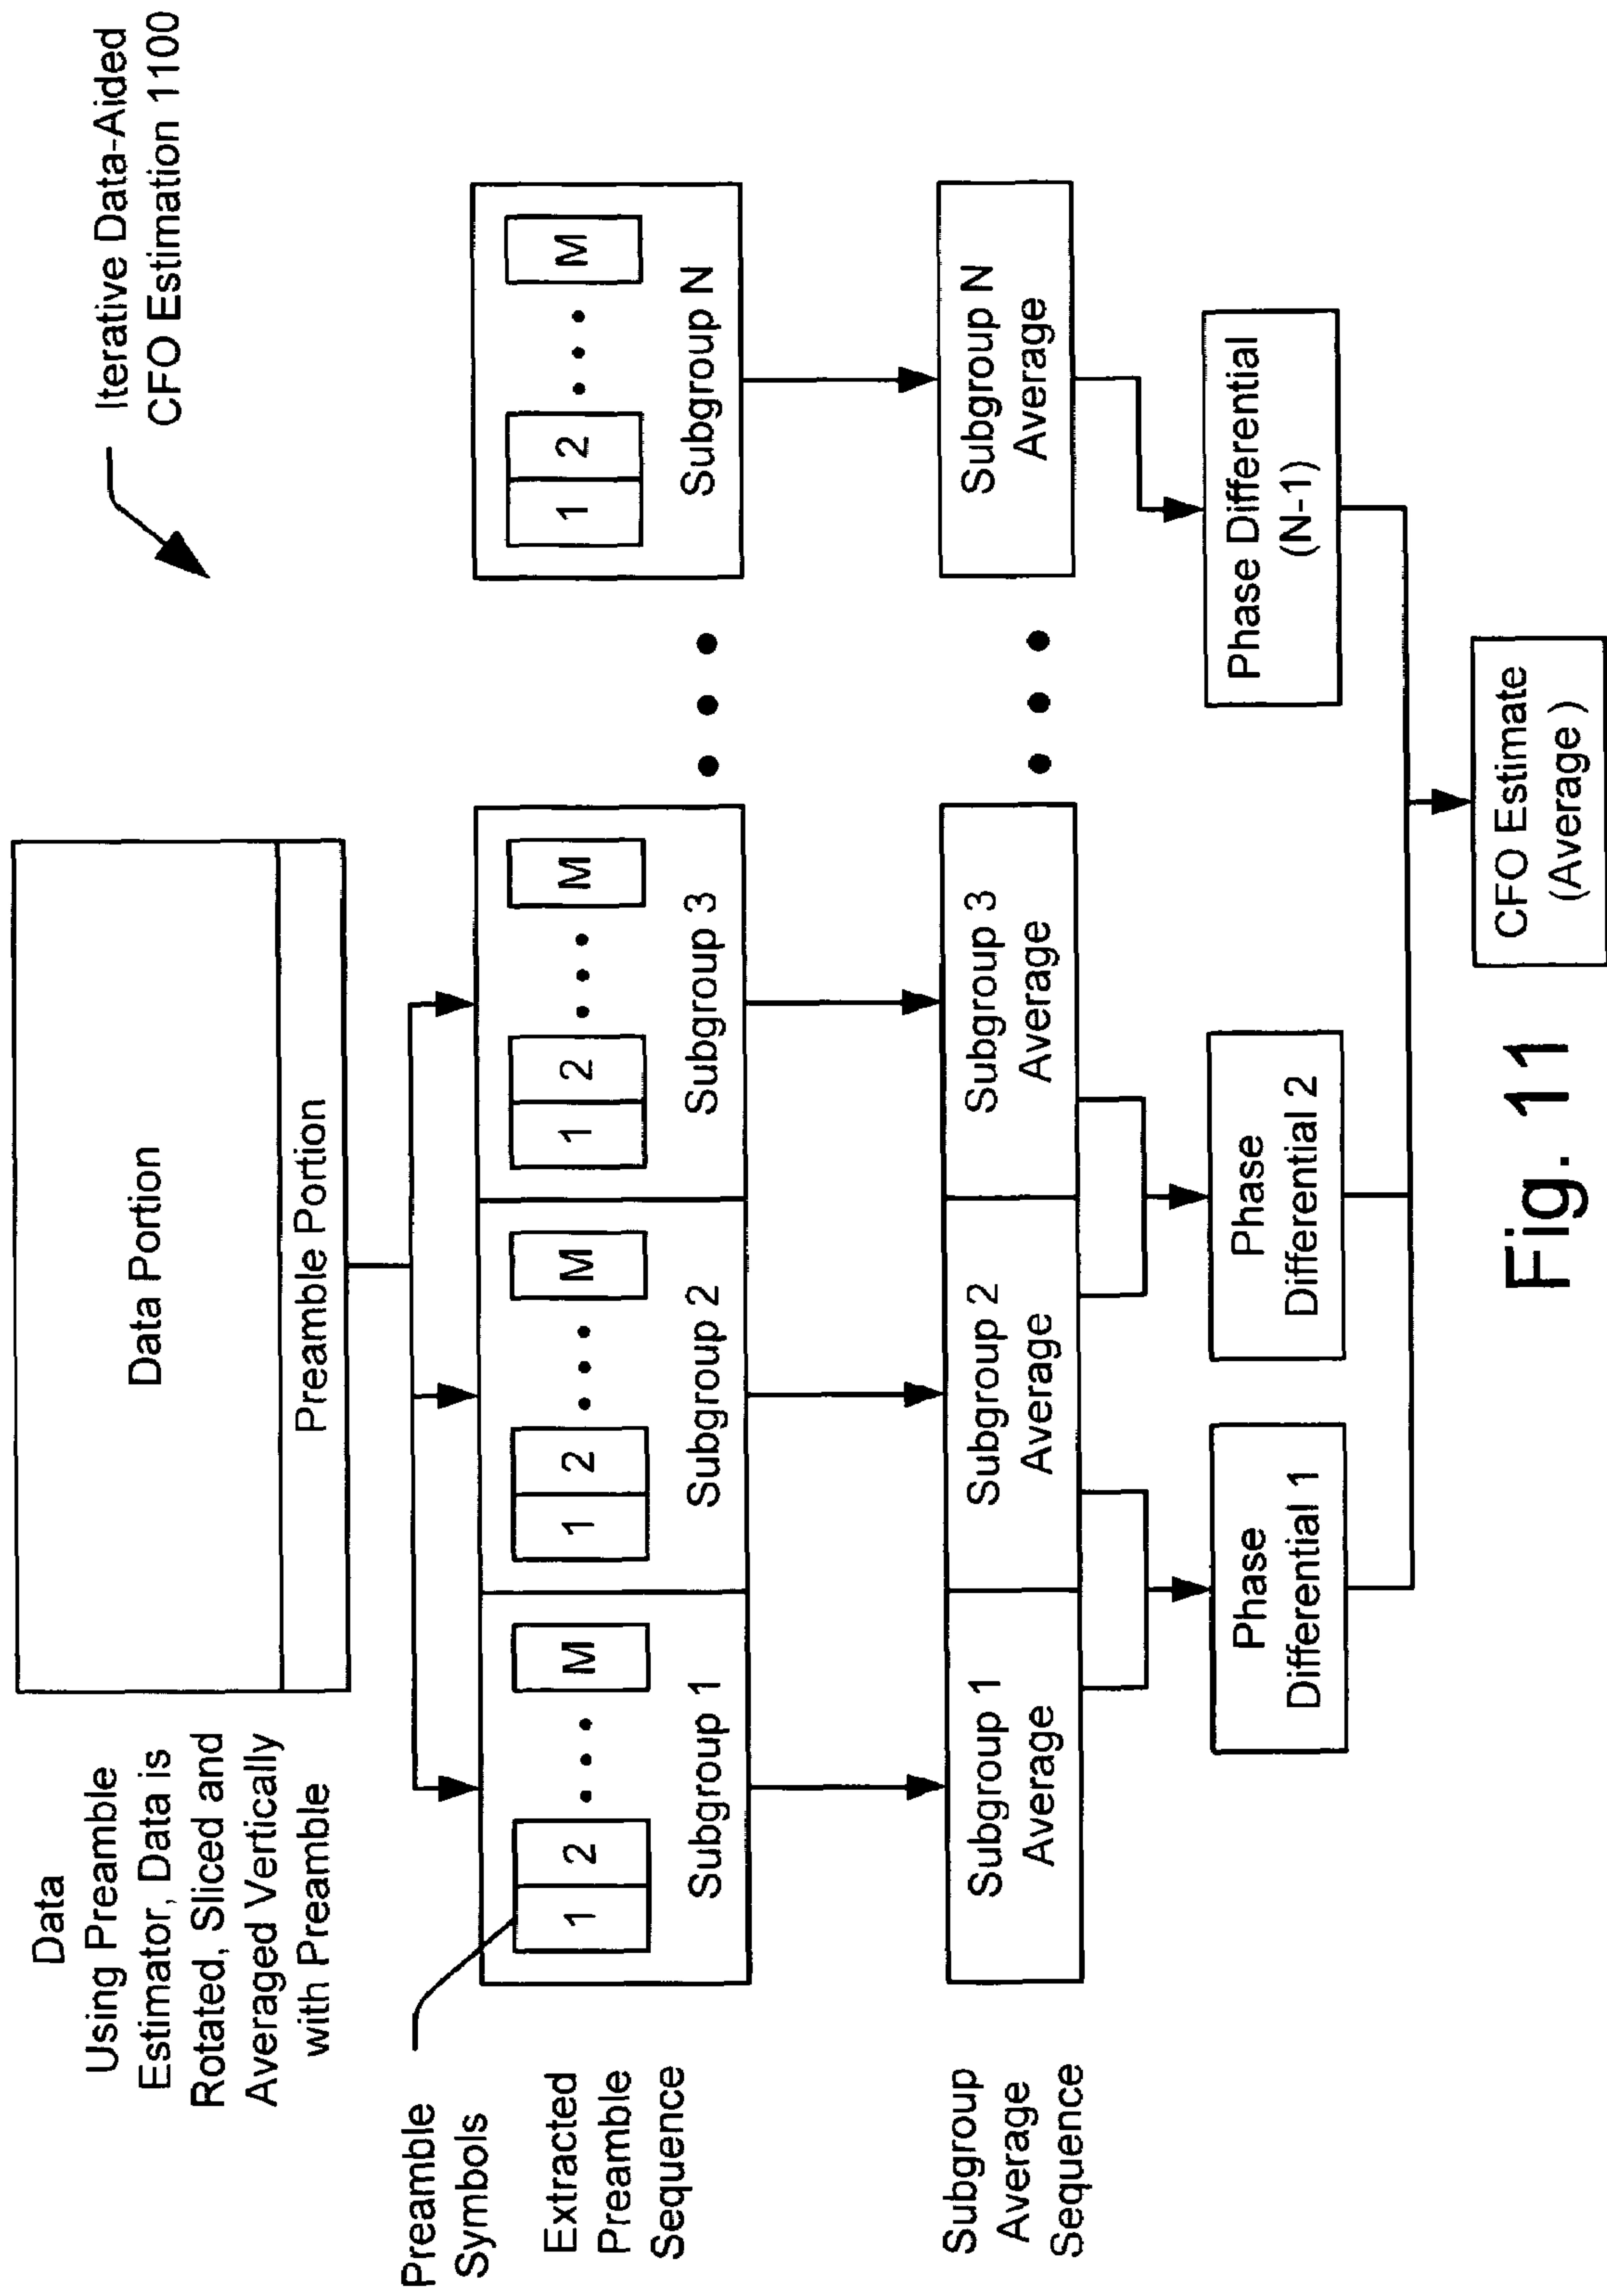 Iterative Data-Aided
CFO Estimation 1100
Data
Using Preamble
Estimator, Data is
Rotated, Sliced and
Averaged Vertically
with Preamble
Data Portion
Preamble Portion
Preamble
Symbols
Extracted
Preamble
Sequence
1 2 • • • M
Subgroup 1
1 2 • • • M
Subgroup 2
1 2 • • • M
Subgroup 3
• • •
1 2 • • • M
Subgroup N
Subgroup
Average
Sequence
Subgroup 1
Average
Subgroup 2
Average
Subgroup 3
Average
• • •
Subgroup N
Average
Phase
Differential 1
Phase
Differential 2
Phase Differential
(N-1)
CFO Estimate
(Average )
Fig. 11